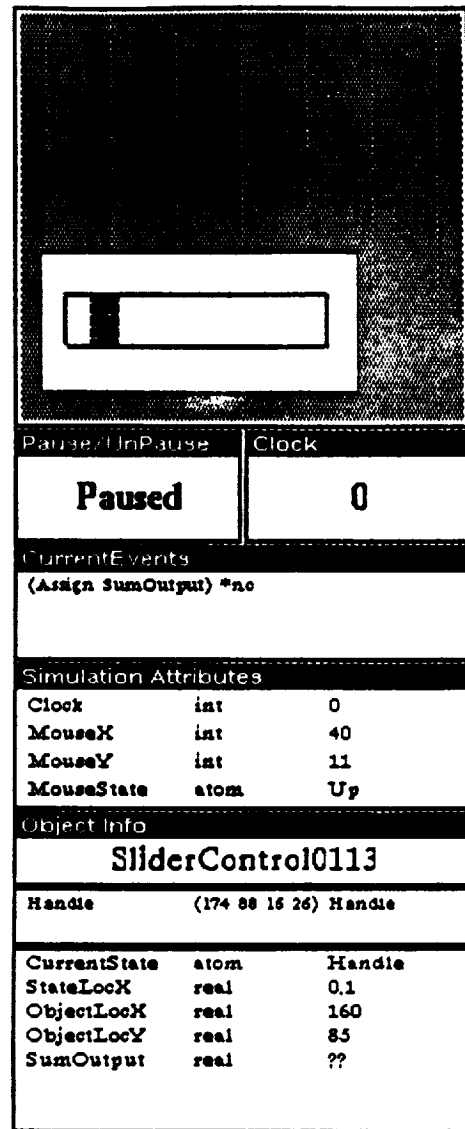 Pause/UnPause Clock
Paused 0
CurrentEvents
(Assign SumOutput) *no
Simulation Attributes
Clock int 0
MouseX int 40
MouseY int 11
MouseState atom Up
Object Info
SliderControl0113
Handle (174 88 16 26) Handle
CurrentState atom Handle
StateLocX real 0.1
ObjectLocX real 160
ObjectLocY real 85
SumOutput real ??